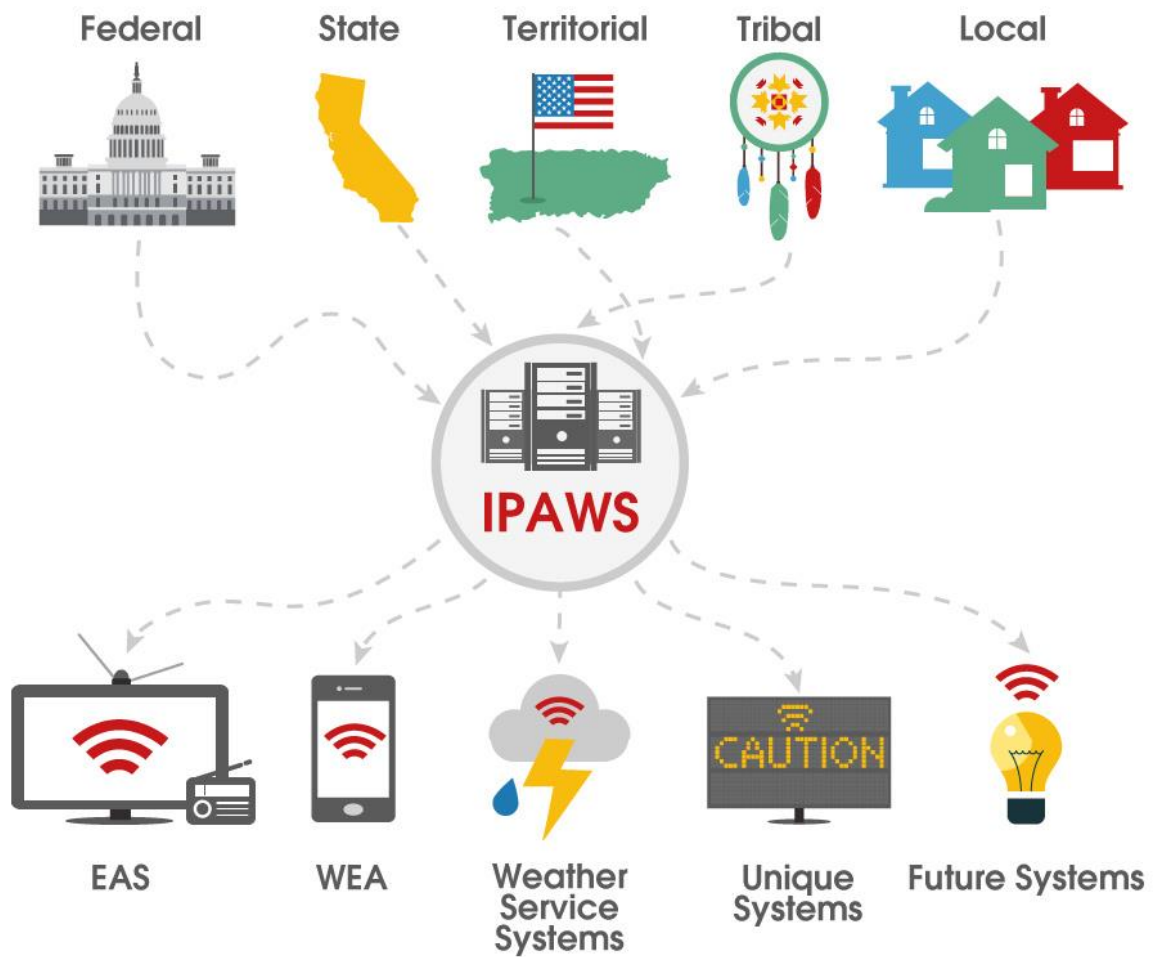 Federal
State
Territorial
Tribal
Local
IPAWS
CAUTION
EAS
WEA
Weather
Service
Systems
Unique
Systems
Future Systems